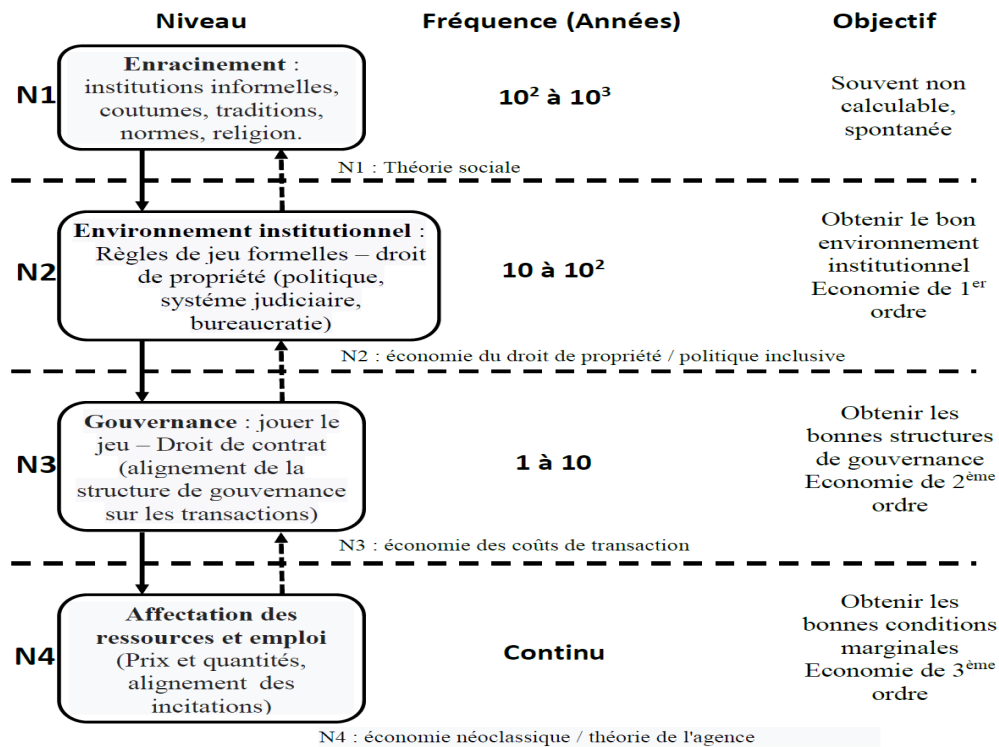 Niveau
Fréquence (Années)
Objectif
N1
Enracinement :
institutions informelles,
coutumes, traditions,
normes, religion.
10² à 10³
Souvent non
calculable,
spontanée
N1 : Théorie sociale
N2
Environnement institutionnel :
Règles de jeu formelles – droit
de propriété (politique,
systéme judiciaire,
bureaucratie)
10 à 10²
Obtenir le bon
environnement
institutionnel
Economie de 1er
ordre
N2 : économie du droit de propriété / politique inclusive
N3
Gouvernance : jouer le
jeu – Droit de contrat
(alignement de la
structure de gouvernance
sur les transactions)
1 à 10
Obtenir les
bonnes structures
de gouvernance
Economie de 2ème
ordre
N3 : économie des coûts de transaction
N4
Affectation des
ressources et emploi
(Prix et quantités,
alignement des
incitations)
Continu
Obtenir les
bonnes conditions
marginales
Economie de 3ème
ordre
N4 : économie néoclassique / théorie de l'agence